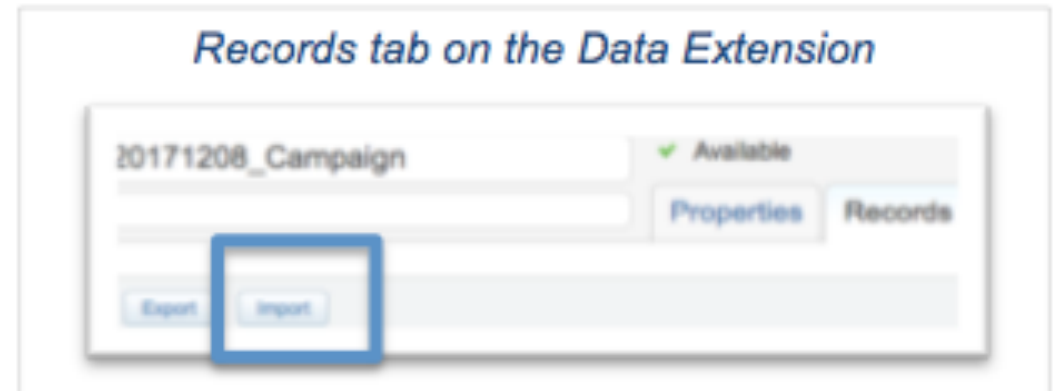 Records tab on the Data Extension
20171208_Campaign
Available
Properties Records
Export Import